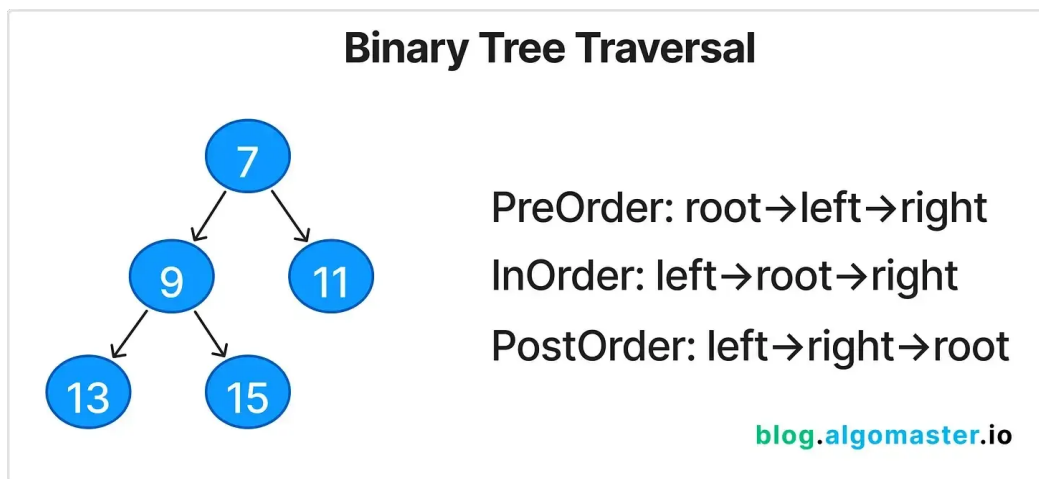 Binary Tree Traversal
7
9
11
13
15
PreOrder: root→left→right
InOrder: left→root→right
PostOrder: left→right→root
blog.algomaster.io